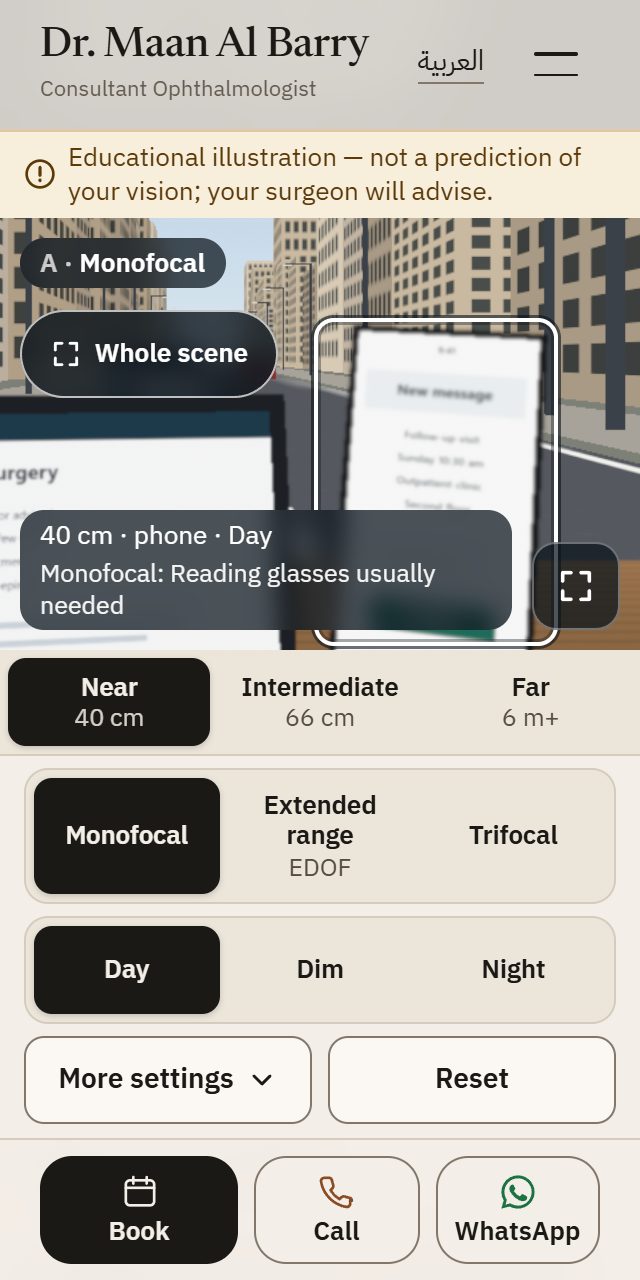 Dr. Maan Al Barry
Consultant Ophthalmologist
العربية
Educational illustration — not a prediction of
your vision; your surgeon will advise.
A · Monofocal
Whole scene
New message
Follow-up visit
Sunday 10:30 am
Outpatient clinic
Second floor
urgery
40 cm · phone · Day
Monofocal: Reading glasses usually
needed
Near
40 cm
Intermediate
66 cm
Far
6 m+
Monofocal
Extended
range
EDOF
Trifocal
Day
Dim
Night
More settings
Reset
Book
Call
WhatsApp